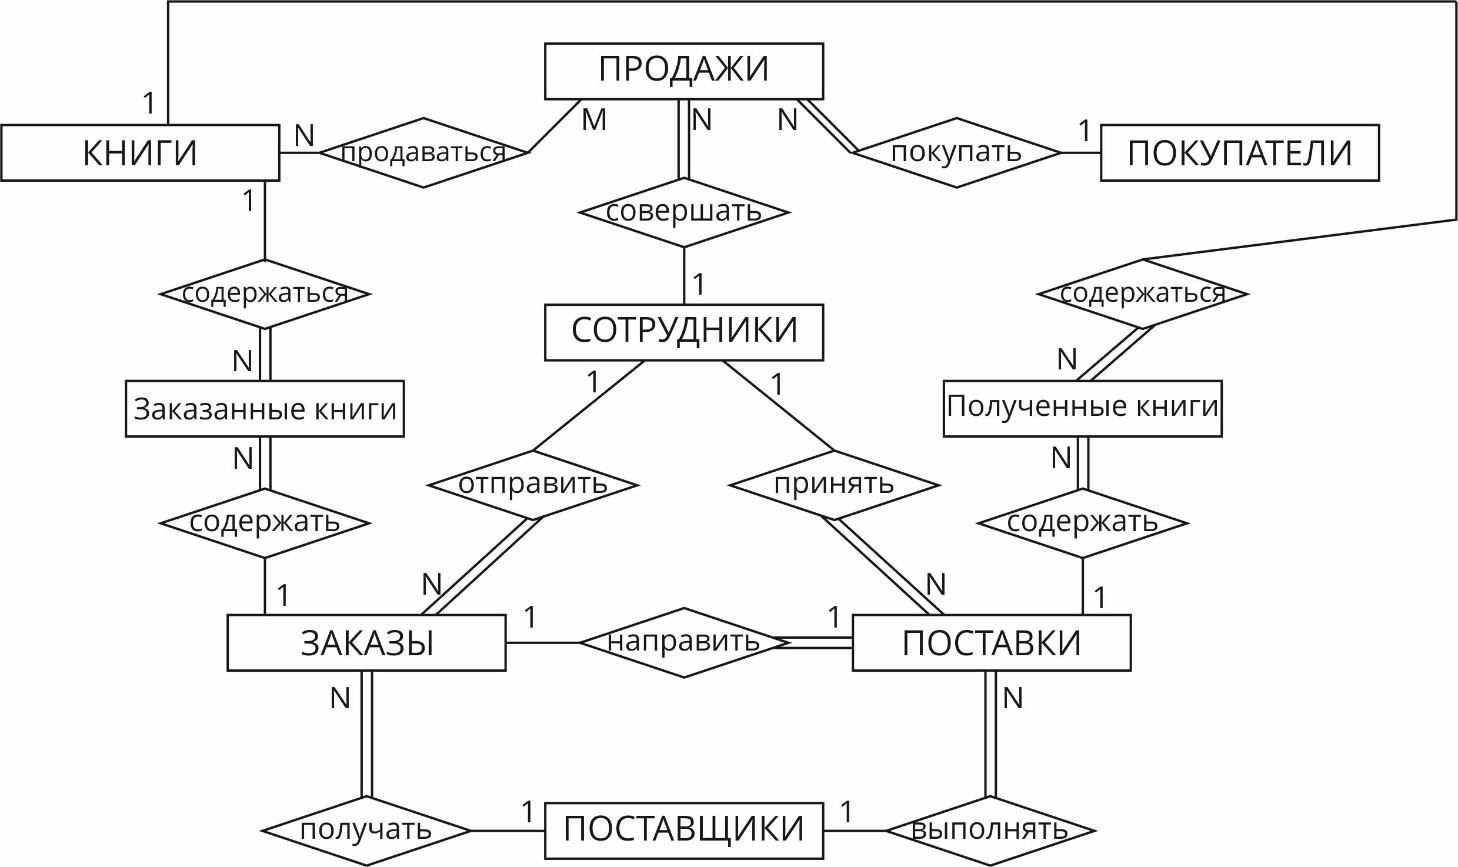 ПРОДАЖИ
1
M
N
N
1
N
КНИГИ
продаваться
покупать
ПОКУПАТЕЛИ
1
совершать
1
содержаться
содержаться
СОТРУДНИКИ
N
N
1
1
Заказанные книги
Полученные книги
N
N
отправить
принять
содержать
содержать
N
N
1
1
1
1
ЗАКАЗЫ
направить
ПОСТАВКИ
N
N
1
1
получать
ПОСТАВЩИКИ
выполнять